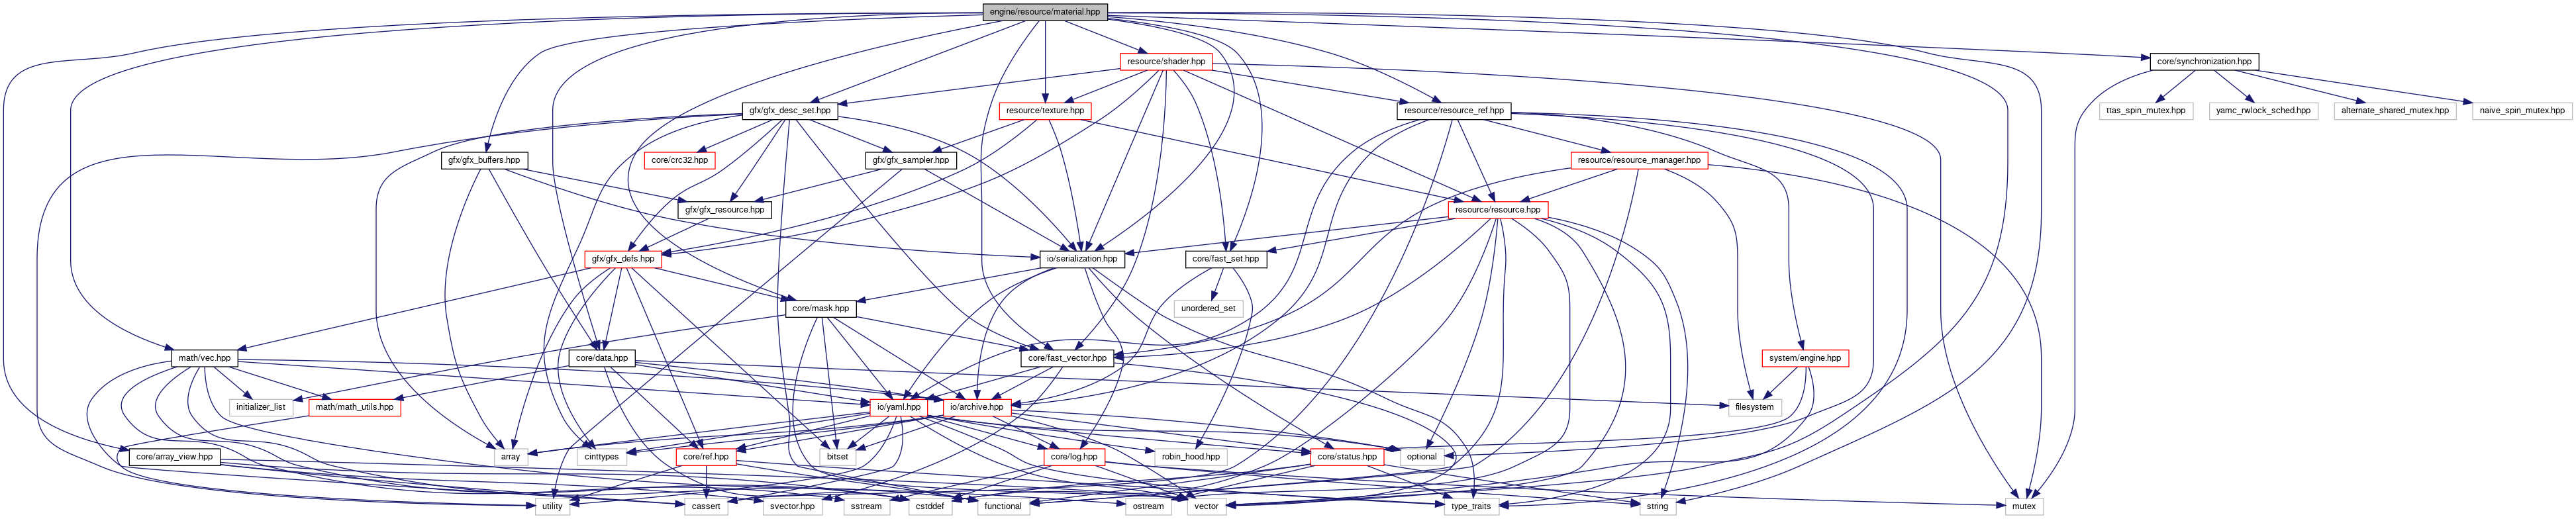 engine/resource/material.hpp
resource/shader.hpp
core/synchronization.hpp
gfx/gfx_desc_set.hpp
resource/texture.hpp
resource/resource_ref.hpp
ttas_spin_mutex.hpp
yamc_rwlock_sched.hpp
alternate_shared_mutex.hpp
naive_spin_mutex.hpp
gfx/gfx_buffers.hpp
core/crc32.hpp
gfx/gfx_sampler.hpp
resource/resource_manager.hpp
gfx/gfx_resource.hpp
resource/resource.hpp
gfx/gfx_defs.hpp
io/serialization.hpp
core/fast_set.hpp
core/mask.hpp
unordered_set
math/vec.hpp
core/data.hpp
core/fast_vector.hpp
system/engine.hpp
initializer_list
math/math_utils.hpp
io/yaml.hpp
io/archive.hpp
filesystem
core/array_view.hpp
array
cinttypes
core/ref.hpp
bitset
core/log.hpp
robin_hood.hpp
core/status.hpp
optional
utility
cassert
svector.hpp
sstream
cstddef
functional
ostream
vector
type_traits
string
mutex